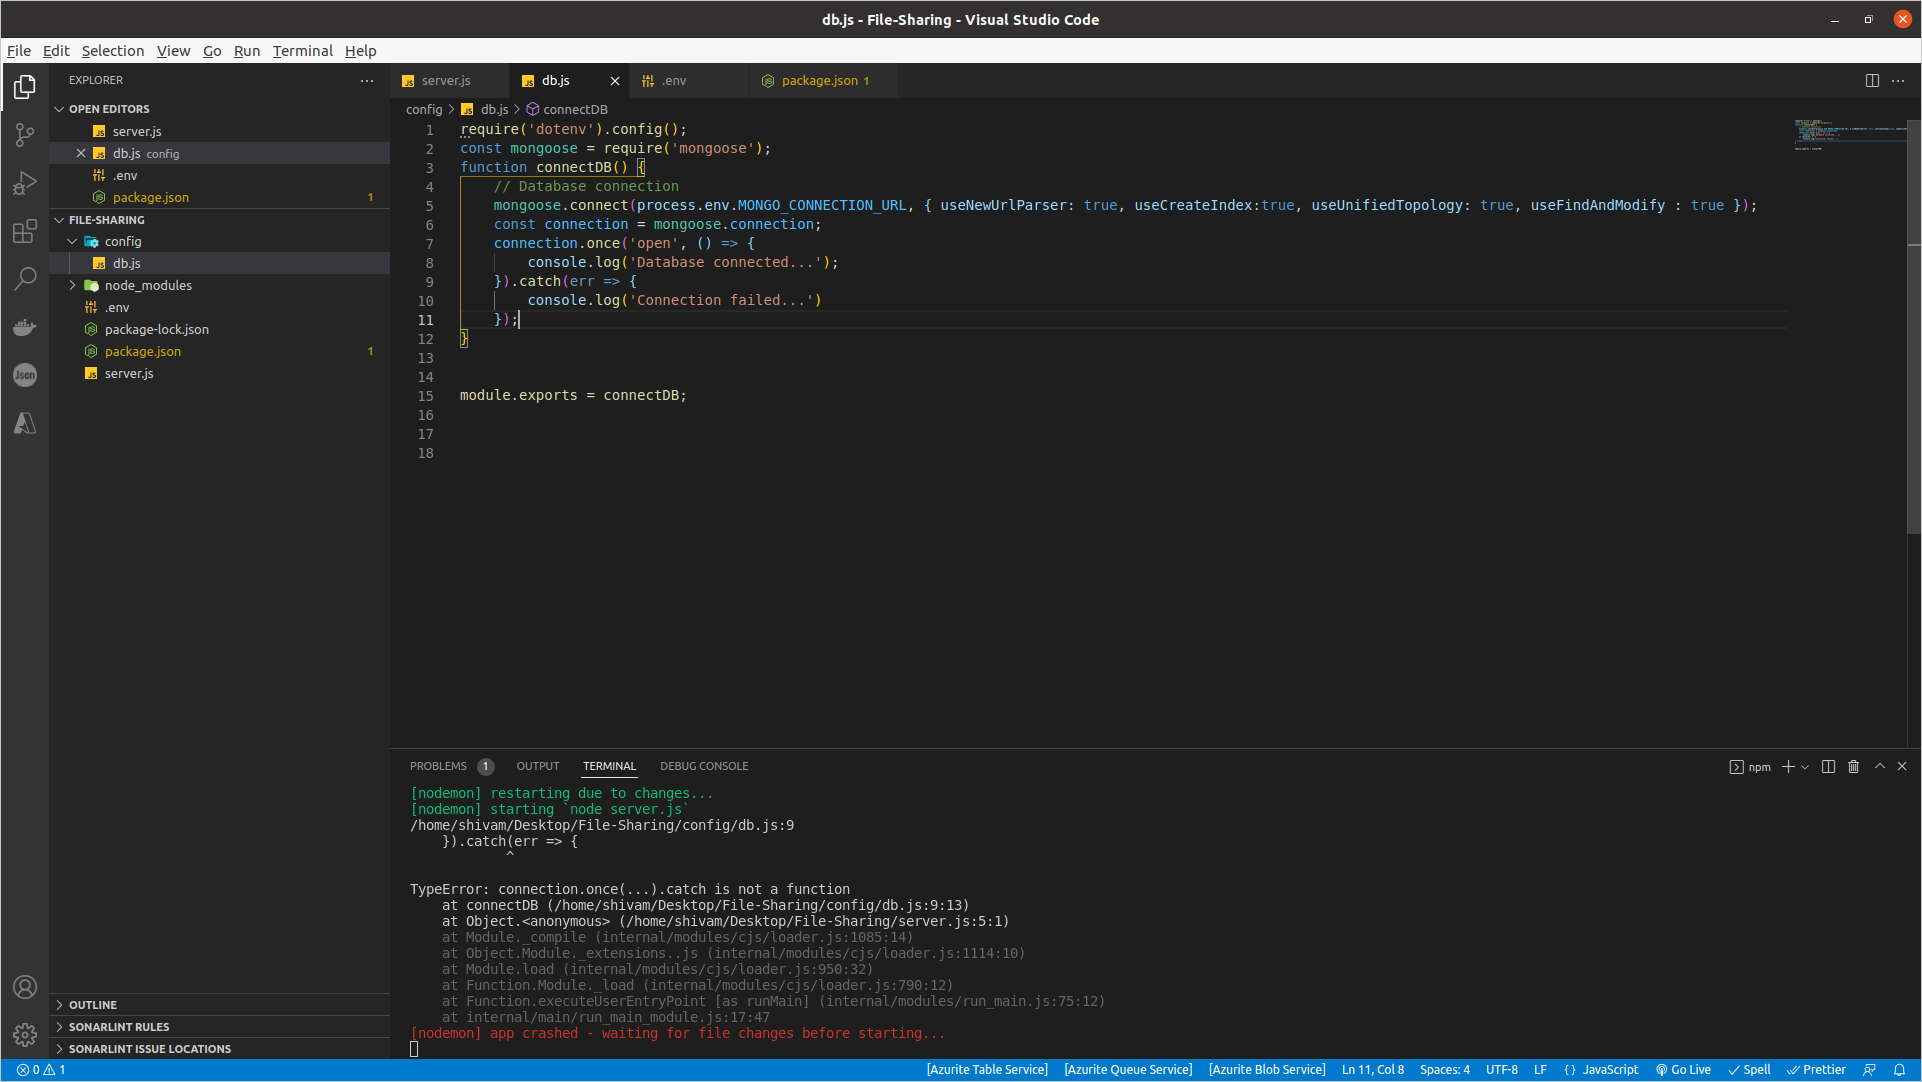 db.js - File-Sharing - Visual Studio Code
File Edit Selection View Go Run Terminal Help
EXPLORER
OPEN EDITORS
server.js
db.js config
.env
package.json 1
FILE-SHARING
config
db.js
node_modules
.env
package-lock.json
package.json 1
server.js
OUTLINE
SONARLINT RULES
SONARLINT ISSUE LOCATIONS
server.js db.js .env package.json 1
config > db.js > connectDB
1 require('dotenv').config();
2 const mongoose = require('mongoose');
3 function connectDB() {
4 // Database connection
5 mongoose.connect(process.env.MONGO_CONNECTION_URL, { useNewUrlParser: true, useCreateIndex:true, useUnifiedTopology: true, useFindAndModify : true });
6 const connection = mongoose.connection;
7 connection.once('open', () => {
8 console.log('Database connected...');
9 }).catch(err => {
10 console.log('Connection failed...')
11 });
12 }
13
14
15 module.exports = connectDB;
16
17
18
PROBLEMS 1 OUTPUT TERMINAL DEBUG CONSOLE npm
[nodemon] restarting due to changes...
[nodemon] starting `node server.js`
/home/shivam/Desktop/File-Sharing/config/db.js:9
}).catch(err => {
^
TypeError: connection.once(...).catch is not a function
at connectDB (/home/shivam/Desktop/File-Sharing/config/db.js:9:13)
at Object.<anonymous> (/home/shivam/Desktop/File-Sharing/server.js:5:1)
at Module._compile (internal/modules/cjs/loader.js:1085:14)
at Object.Module._extensions..js (internal/modules/cjs/loader.js:1114:10)
at Module.load (internal/modules/cjs/loader.js:950:32)
at Function.Module._load (internal/modules/cjs/loader.js:790:12)
at Function.executeUserEntryPoint [as runMain] (internal/modules/run_main.js:75:12)
at internal/main/run_main_module.js:17:47
[nodemon] app crashed - waiting for file changes before starting...
0 1 [Azurite Table Service] [Azurite Queue Service] [Azurite Blob Service] Ln 11, Col 8 Spaces: 4 UTF-8 LF {} JavaScript Go Live Spell Prettier